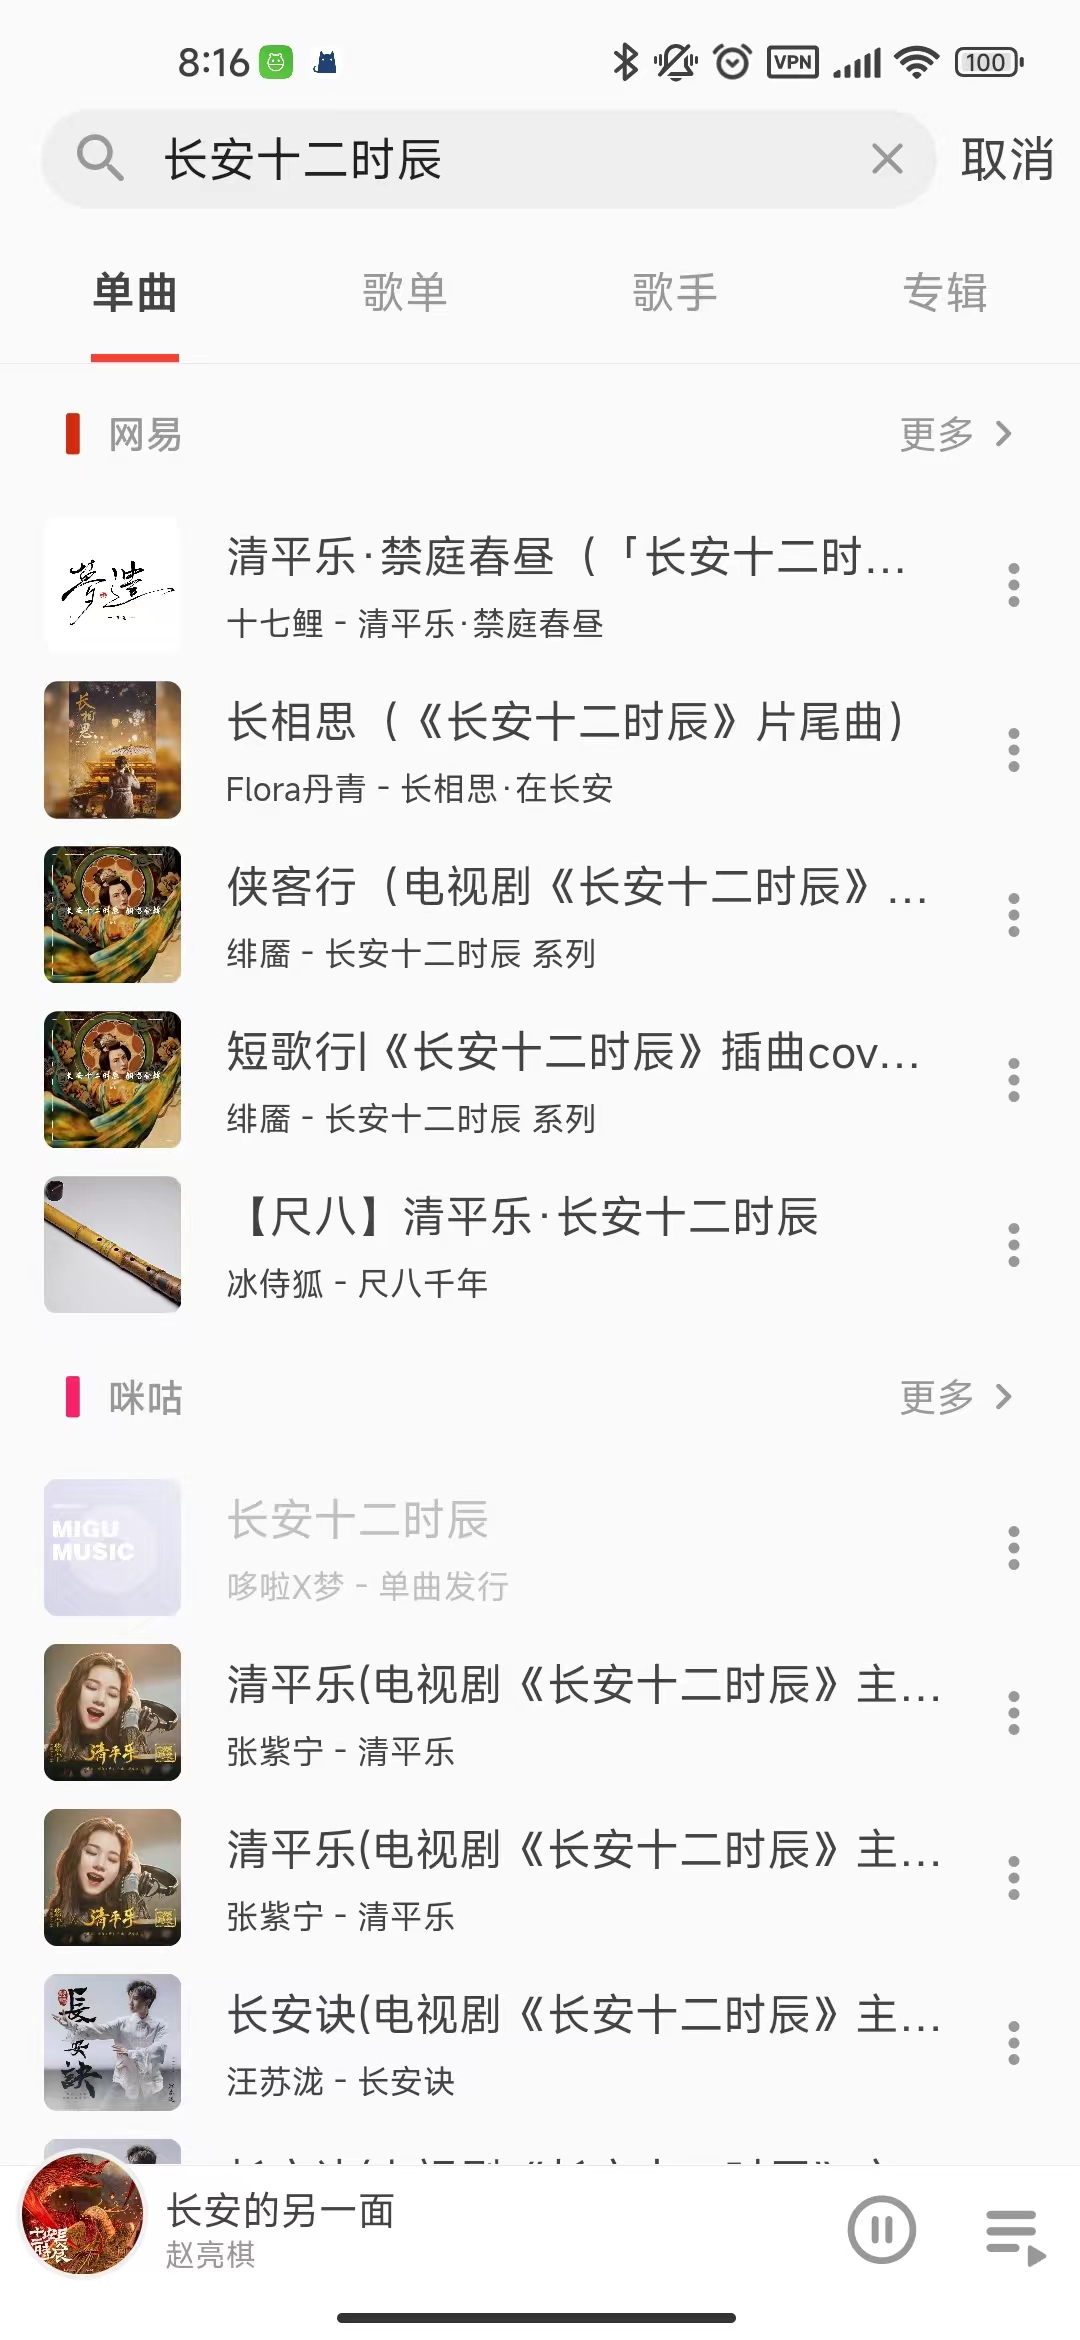 8:16
VPN
100
长安十二时辰
取消
单曲
歌单
歌手
专辑
网易
更多
清平乐·禁庭春昼（「长安十二时...
十七鲤 - 清平乐·禁庭春昼
长相思（《长安十二时辰》片尾曲）
Flora丹青 - 长相思·在长安
侠客行（电视剧《长安十二时辰》...
绯靥 - 长安十二时辰 系列
短歌行|《长安十二时辰》插曲cov...
绯靥 - 长安十二时辰 系列
【尺八】清平乐·长安十二时辰
冰侍狐 - 尺八千年
咪咕
更多
MIGU
MUSIC
长安十二时辰
哆啦X梦 - 单曲发行
清平乐(电视剧《长安十二时辰》主...
张紫宁 - 清平乐
清平乐
清平乐(电视剧《长安十二时辰》主...
张紫宁 - 清平乐
清平乐
长安诀(电视剧《长安十二时辰》主...
汪苏泷 - 长安诀
長安訣
长安的另一面
赵亮棋